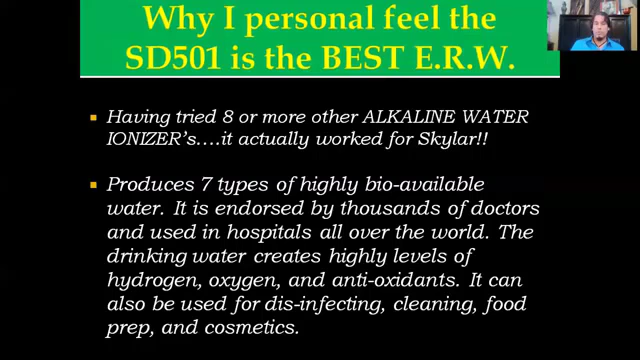 Why I personal feel the
SD501 is the BEST E.R.W.
Having tried 8 or more other ALKALINE WATER
IONIZER's....it actually worked for Skylar!!
Produces 7 types of highly bio-available
water. It is endorsed by thousands of doctors
and used in hospitals all over the world. The
drinking water creates highly levels of
hydrogen, oxygen, and anti-oxidants. It can
also be used for dis-infecting, cleaning, food
prep, and cosmetics.